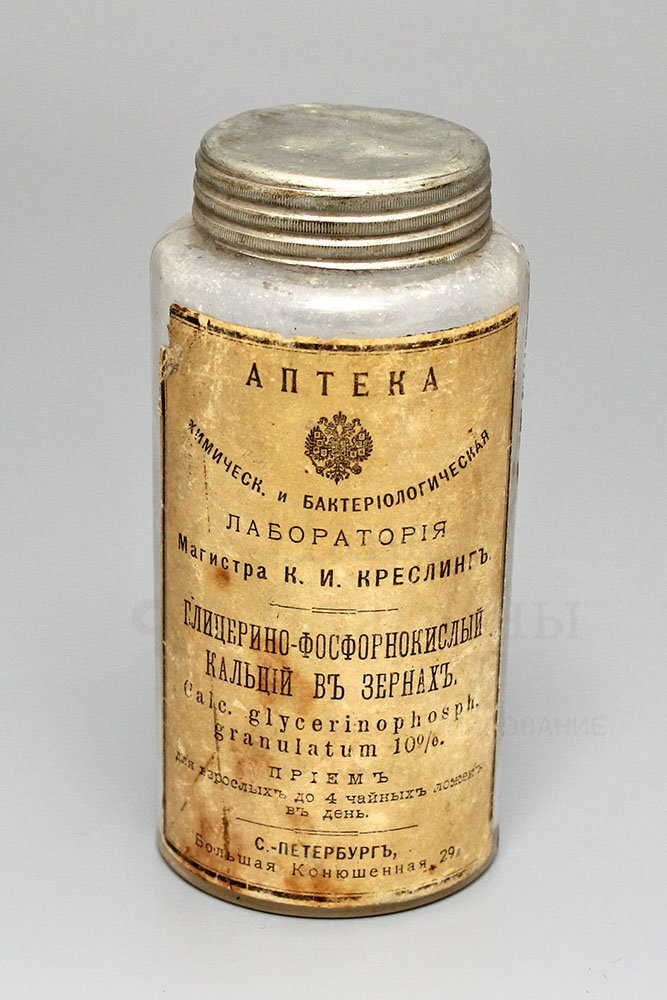 АПТЕКА
ХИМИЧЕСК. и БАКТЕРІОЛОГИЧЕСКАЯ
ЛАБОРАТОРІЯ
Магистра К. И. КРЕСЛИНГЪ.
ГЛИЦЕРИНО-ФОСФОРНОКИСЛЫЙ
КАЛЬЦІЙ ВЪ ЗЕРНАХЪ.
Calc. glycerinophosph.
granulatum 10%.
ПРІЕМЪ
для взрослыхъ до 4 чайныхъ ложекъ
въ день.
С.-ПЕТЕРБУРГЪ,
Большая Конюшенная, 29.